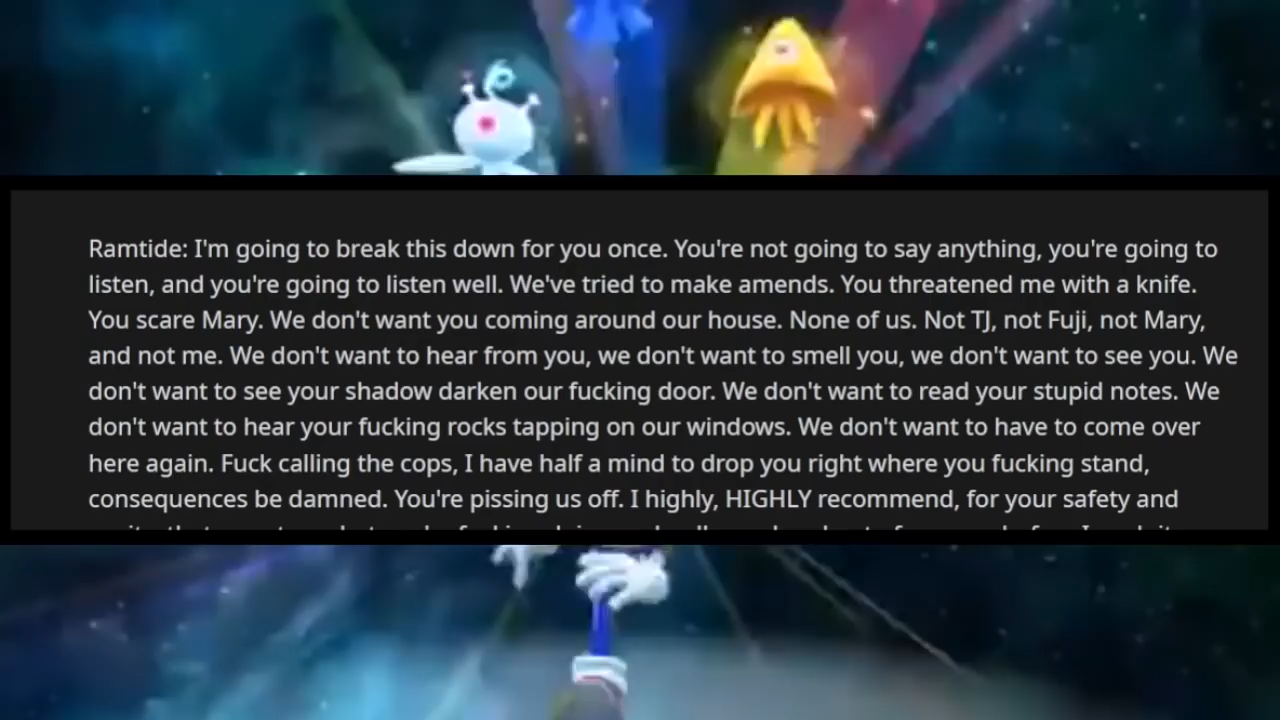 Ramtide: I'm going to break this down for you once. You're not going to say anything, you're going to
listen, and you're going to listen well. We've tried to make amends. You threatened me with a knife.
You scare Mary. We don't want you coming around our house. None of us. Not TJ, not Fuji, not Mary,
and not me. We don't want to hear from you, we don't want to smell you, we don't want to see you. We
don't want to see your shadow darken our fucking door. We don't want to read your stupid notes. We
don't want to hear your fucking rocks tapping on our windows. We don't want to have to come over
here again. Fuck calling the cops, I have half a mind to drop you right where you fucking stand,
consequences be damned. You're pissing us off. I highly, HIGHLY recommend, for your safety and